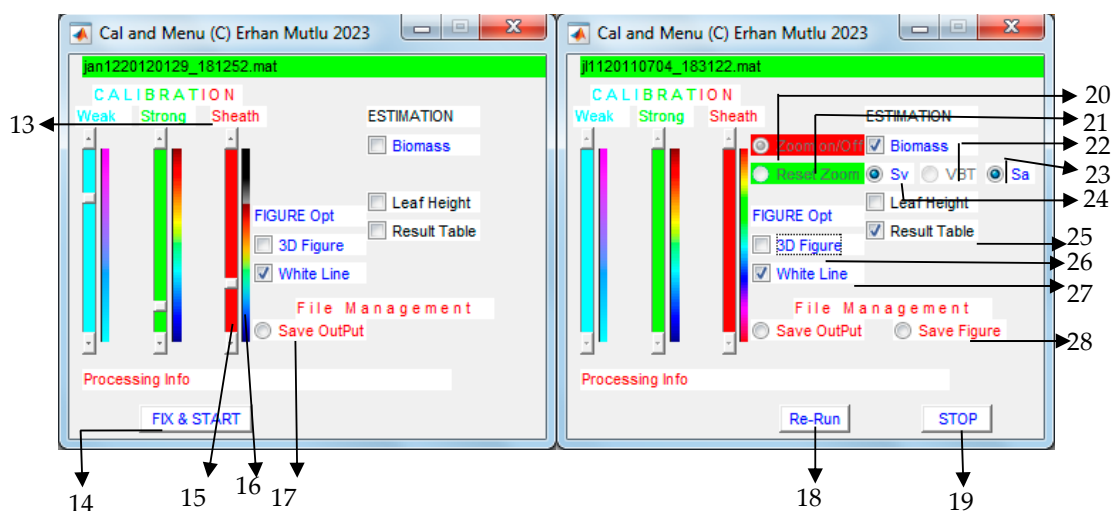 Cal and Menu (C) Erhan Mutlu 2023
jan1220120129_181252.mat
CALIBRATION
Weak Strong Sheath
ESTIMATION
Biomass
Leaf Height
FIGURE Opt
Result Table
3D Figure
White Line
File Management
Save OutPut
Processing Info
FIX & START
13
14
15
16
17
Cal and Menu (C) Erhan Mutlu 2023
jl1120110704_183122.mat
CALIBRATION
Weak Strong Sheath
ESTIMATION
Zoom on/Off Biomass
Reset Zoom Sv VBT Sa
Leaf Height
FIGURE Opt
Result Table
3D Figure
White Line
File Management
Save OutPut Save Figure
Processing Info
Re-Run STOP
18
19
20
21
22
23
24
25
26
27
28